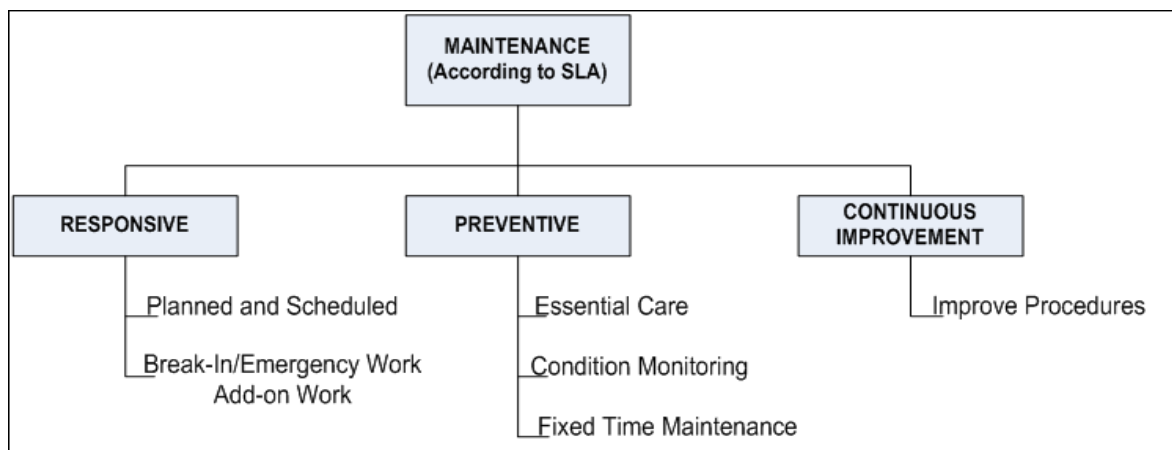 MAINTENANCE
(According to SLA)
RESPONSIVE
PREVENTIVE
CONTINUOUS
IMPROVEMENT
Planned and Scheduled
Essential Care
Improve Procedures
Break-In/Emergency Work
Add-on Work
Condition Monitoring
Fixed Time Maintenance